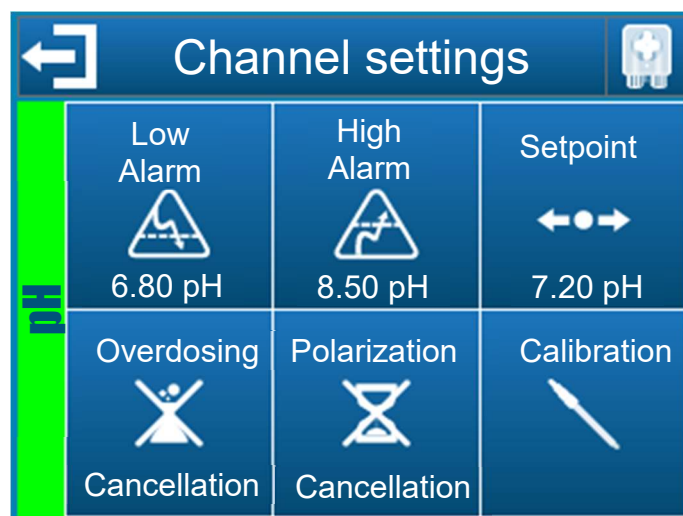 Channel settings
Low
Alarm
6.80 pH
High
Alarm
8.50 pH
Setpoint
7.20 pH
pH
Overdosing
Cancellation
Polarization
Cancellation
Calibration